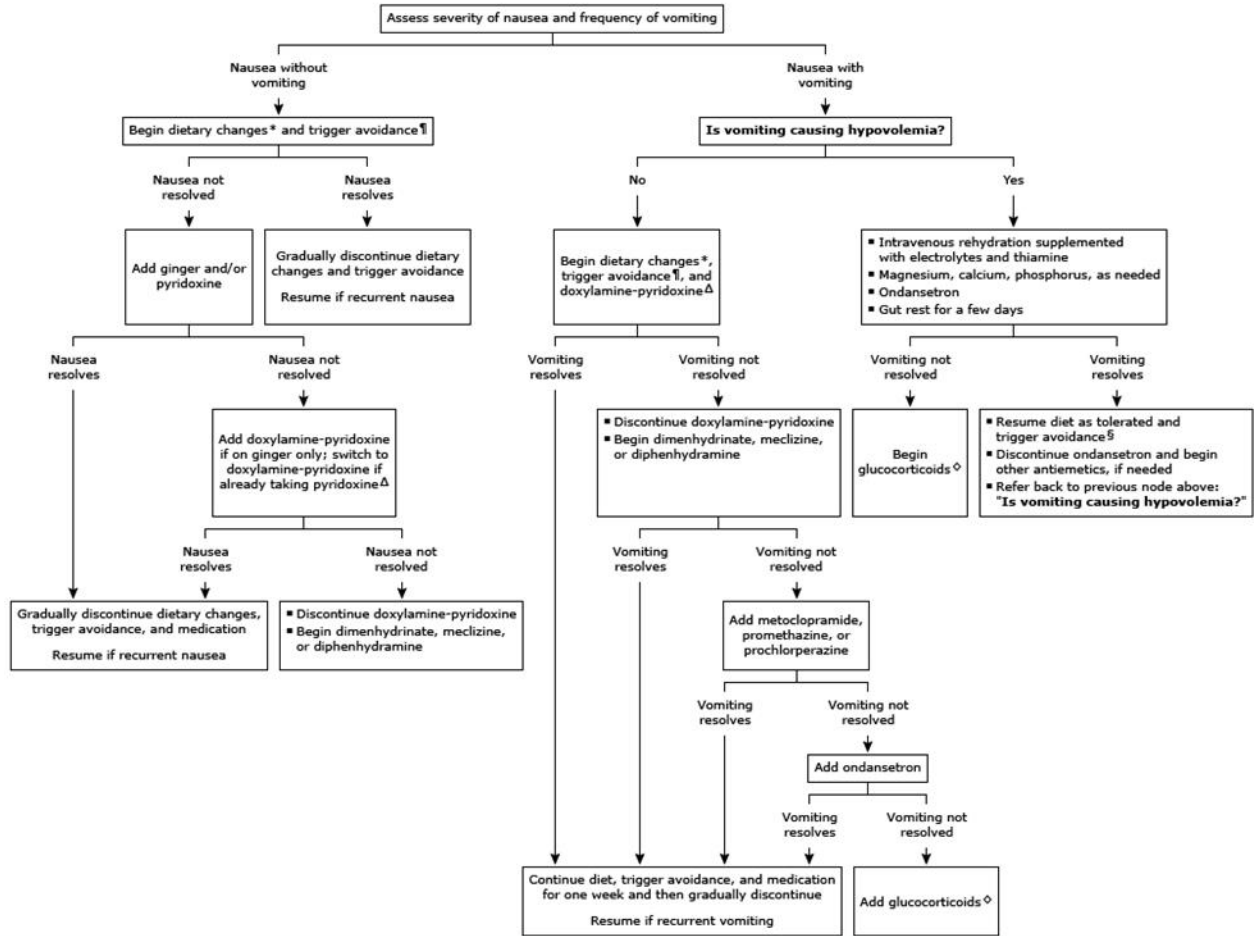 Assess severity of nausea and frequency of vomiting
Nausea without
vomiting
Nausea with
vomiting
Begin dietary changes* and trigger avoidance¶
Is vomiting causing hypovolemia?
Nausea not
resolved
Nausea
resolves
No
Yes
Add ginger and/or
pyridoxine
Gradually discontinue dietary
changes and trigger avoidance
Resume if recurrent nausea
Begin dietary changes*,
trigger avoidance¶, and
doxylamine-pyridoxineΔ
▪ Intravenous rehydration supplemented
with electrolytes and thiamine
▪ Magnesium, calcium, phosphorus, as needed
▪ Ondansetron
▪ Gut rest for a few days
Nausea
resolves
Nausea not
resolved
Vomiting
resolves
Vomiting not
resolved
Vomiting not
resolved
Vomiting
resolves
Add doxylamine-pyridoxine
if on ginger only; switch to
doxylamine-pyridoxine if
already taking pyridoxineΔ
▪ Discontinue doxylamine-pyridoxine
▪ Begin dimenhydrinate, meclizine,
or diphenhydramine
Begin
glucocorticoids◇
▪ Resume diet as tolerated and
trigger avoidance§
▪ Discontinue ondansetron and begin
other antiemetics, if needed
▪ Refer back to previous node above:
"Is vomiting causing hypovolemia?"
Nausea
resolves
Nausea not
resolved
Vomiting
resolves
Vomiting not
resolved
Gradually discontinue dietary changes,
trigger avoidance, and medication
Resume if recurrent nausea
▪ Discontinue doxylamine-pyridoxine
▪ Begin dimenhydrinate, meclizine,
or diphenhydramine
Add metoclopramide,
promethazine, or
prochlorperazine
Vomiting
resolves
Vomiting not
resolved
Add ondansetron
Vomiting
resolves
Vomiting not
resolved
Continue diet, trigger avoidance, and medication
for one week and then gradually discontinue
Resume if recurrent vomiting
Add glucocorticoids◇